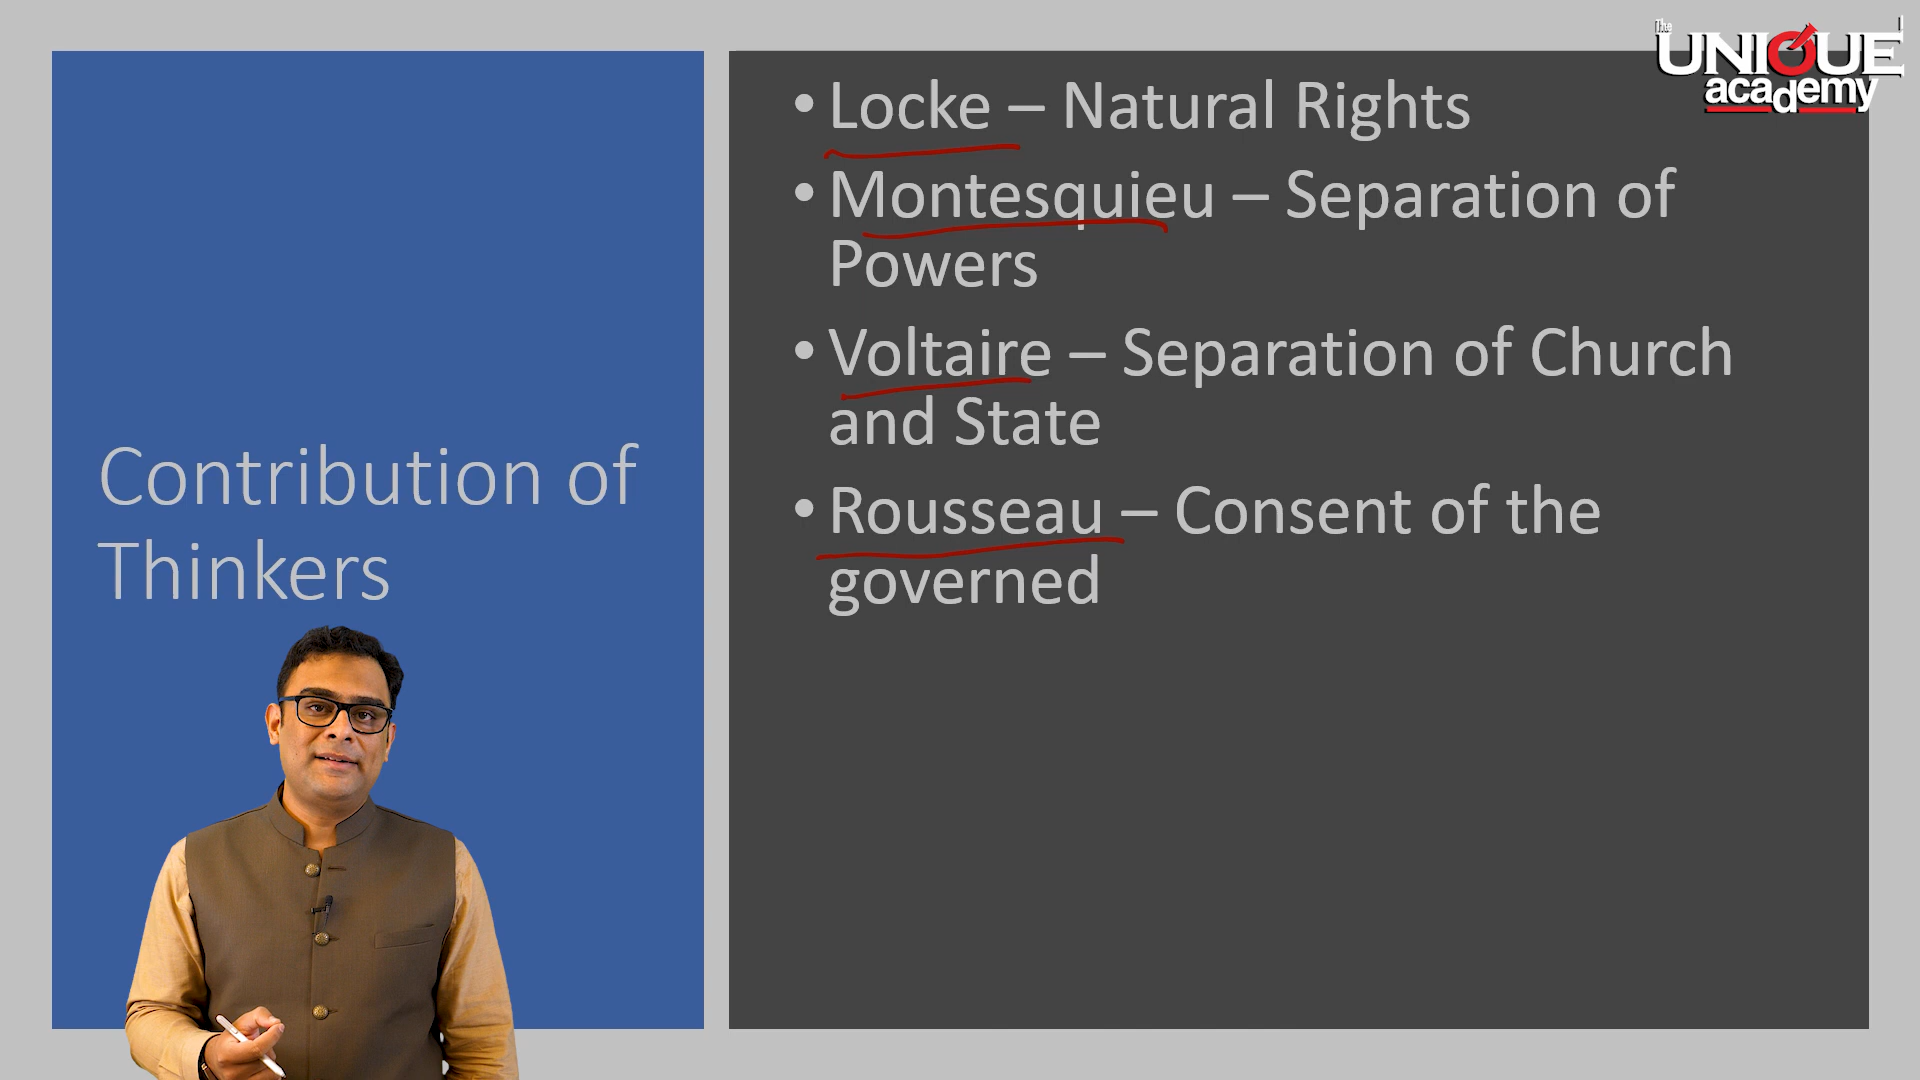 The
UNIQUE
academy
• Locke – Natural Rights
• Montesquieu – Separation of
Powers
• Voltaire – Separation of Church
and State
• Rousseau – Consent of the
governed
Contribution of
Thinkers